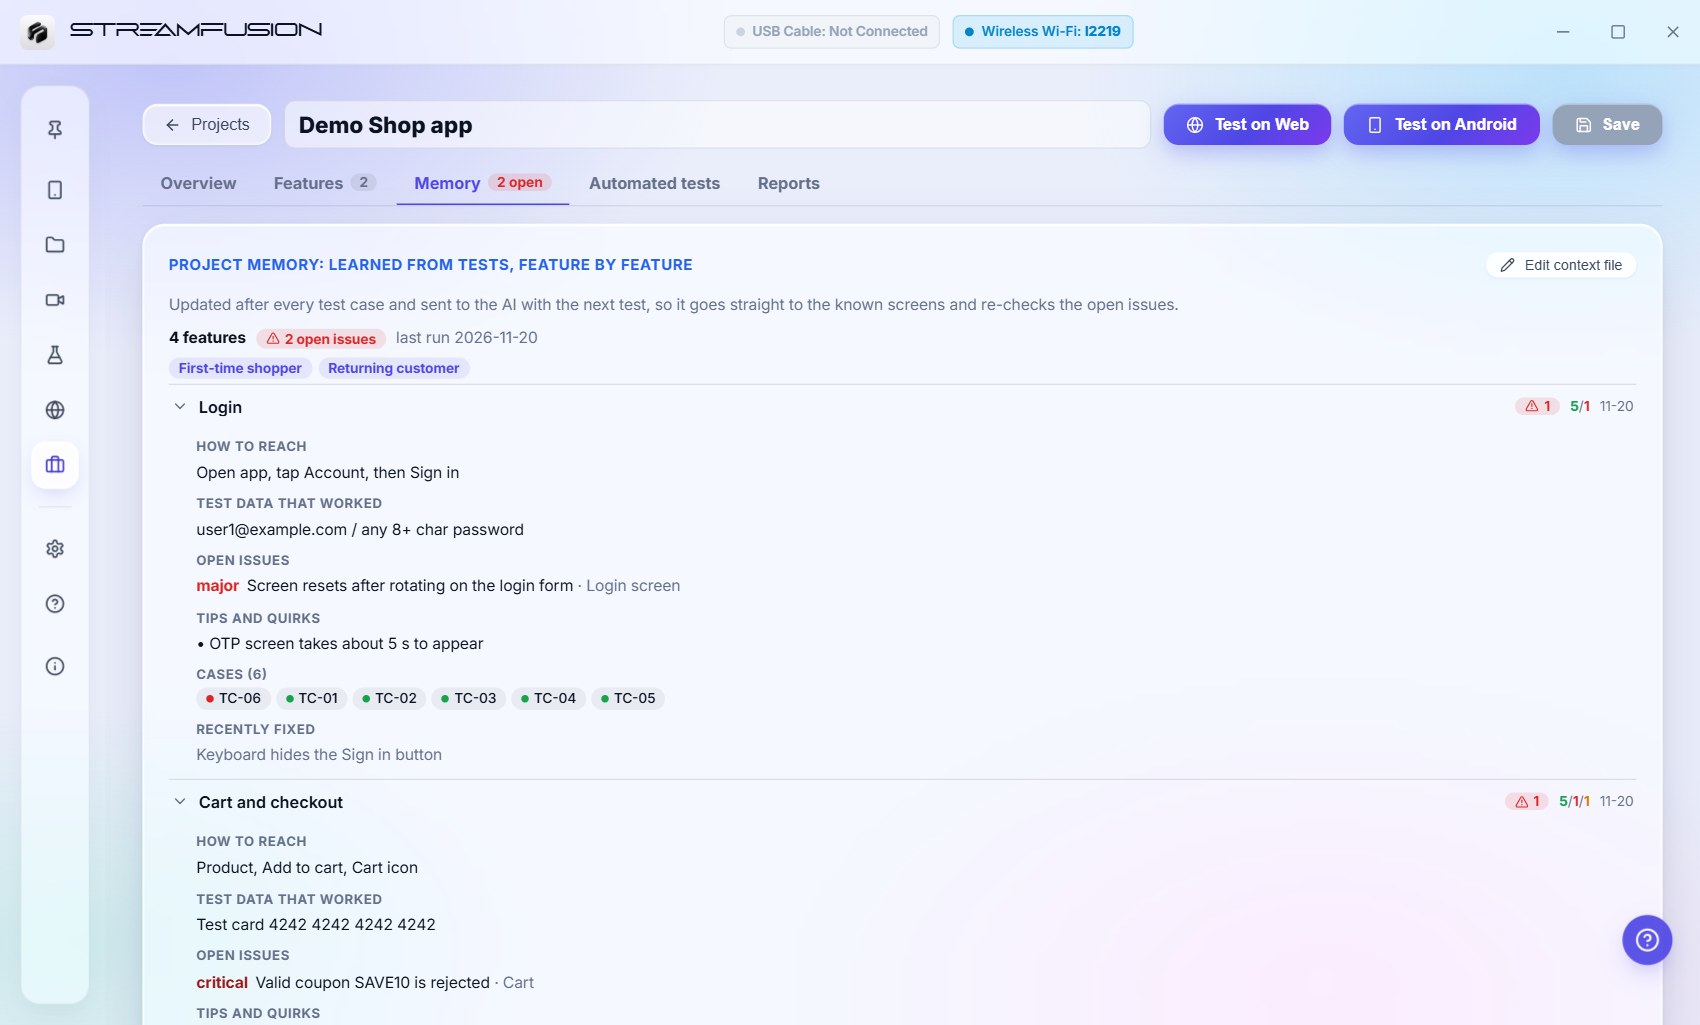 STREAMFUSION
USB Cable: Not Connected
Wireless Wi-Fi: I2219
Projects
Demo Shop app
Test on Web
Test on Android
Save
Overview
Features 2
Memory 2 open
Automated tests
Reports
PROJECT MEMORY: LEARNED FROM TESTS, FEATURE BY FEATURE
Edit context file
Updated after every test case and sent to the AI with the next test, so it goes straight to the known screens and re-checks the open issues.
4 features 2 open issues last run 2026-11-20
First-time shopper Returning customer
Login 1 5/1 11-20
HOW TO REACH
Open app, tap Account, then Sign in
TEST DATA THAT WORKED
user1@example.com / any 8+ char password
OPEN ISSUES
major Screen resets after rotating on the login form · Login screen
TIPS AND QUIRKS
• OTP screen takes about 5 s to appear
CASES (6)
TC-06 TC-01 TC-02 TC-03 TC-04 TC-05
RECENTLY FIXED
Keyboard hides the Sign in button
Cart and checkout 1 5/1/1 11-20
HOW TO REACH
Product, Add to cart, Cart icon
TEST DATA THAT WORKED
Test card 4242 4242 4242 4242
OPEN ISSUES
critical Valid coupon SAVE10 is rejected · Cart
TIPS AND QUIRKS